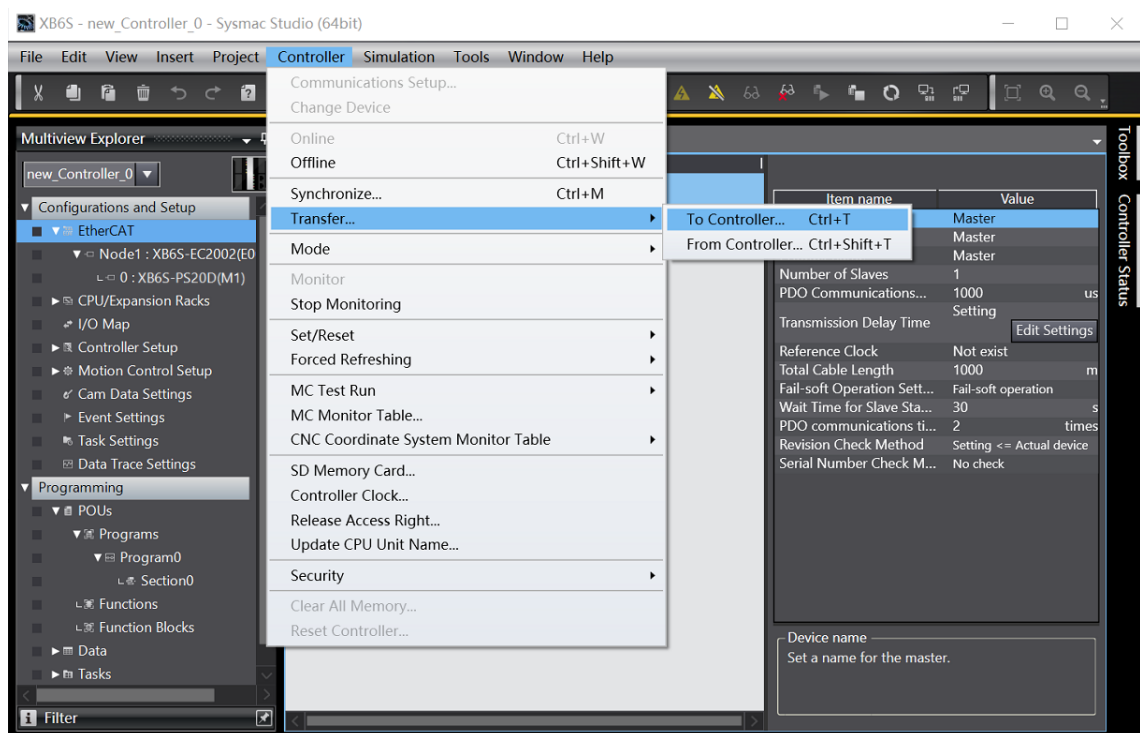 XB6S - new_Controller_0 - Sysmac Studio (64bit)
File Edit View Insert Project Controller Simulation Tools Window Help
Multiview Explorer
new_Controller_0
Configurations and Setup
EtherCAT
Node1 : XB6S-EC2002(E0
0 : XB6S-PS20D(M1)
CPU/Expansion Racks
I/O Map
Controller Setup
Motion Control Setup
Cam Data Settings
Event Settings
Task Settings
Data Trace Settings
Programming
POUs
Programs
Program0
Section0
Functions
Function Blocks
Data
Tasks
Filter
Communications Setup...
Change Device
Online Ctrl+W
Offline Ctrl+Shift+W
Synchronize... Ctrl+M
Transfer...
Mode
Monitor
Stop Monitoring
Set/Reset
Forced Refreshing
MC Test Run
MC Monitor Table...
CNC Coordinate System Monitor Table
SD Memory Card...
Controller Clock...
Release Access Right...
Update CPU Unit Name...
Security
Clear All Memory...
Reset Controller...
To Controller... Ctrl+T
From Controller... Ctrl+Shift+T
Item name Value
Master
Master
Master
Number of Slaves 1
PDO Communications... 1000 us
Transmission Delay Time Setting
Edit Settings
Reference Clock Not exist
Total Cable Length 1000 m
Fail-soft Operation Sett... Fail-soft operation
Wait Time for Slave Sta... 30 s
PDO communications ti... 2 times
Revision Check Method Setting <= Actual device
Serial Number Check M... No check
Device name
Set a name for the master.
Toolbox
Controller Status